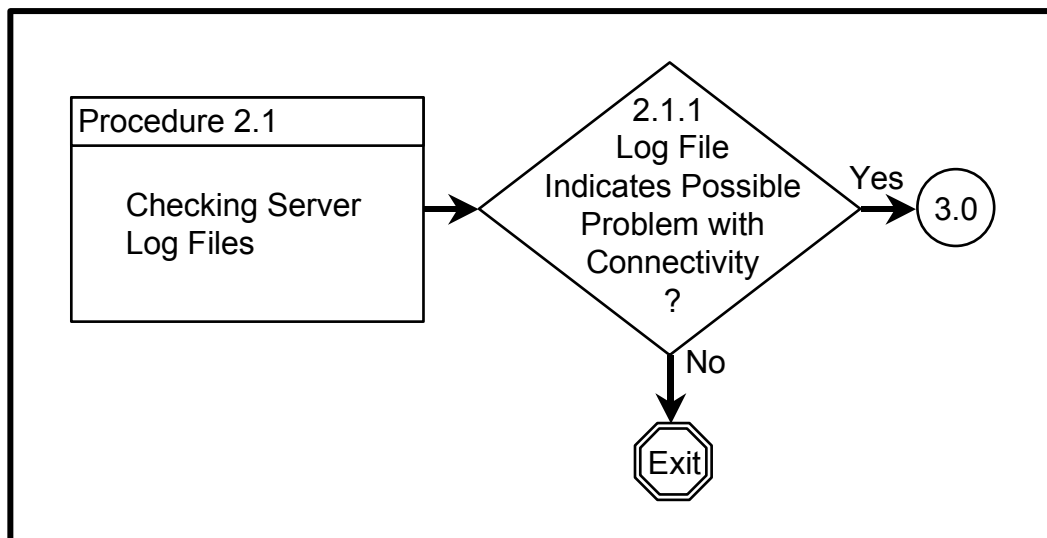 Procedure 2.1
Checking Server
Log Files
2.1.1
Log File
Indicates Possible
Problem with
Connectivity
?
Yes
3.0
No
Exit